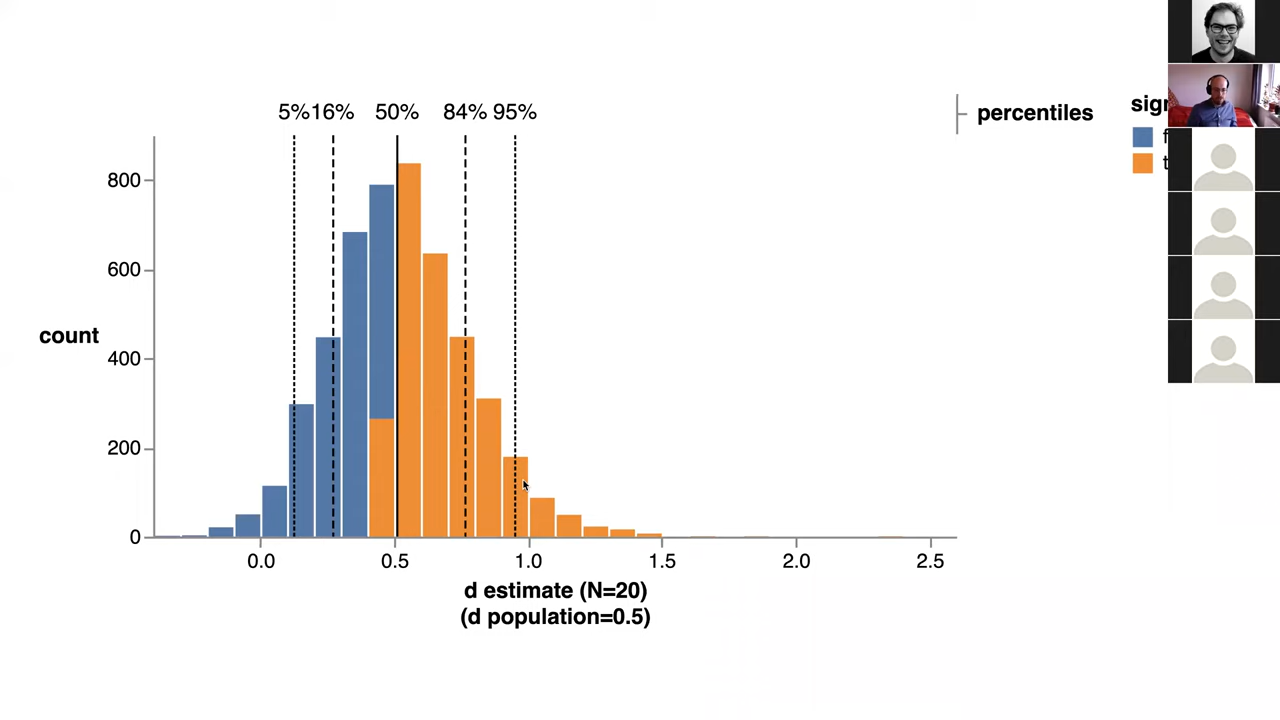 5% 16% 50% 84% 95%
percentiles
800
600
400
200
0
count
0.0 0.5 1.0 1.5 2.0 2.5
d estimate (N=20)
(d population=0.5)